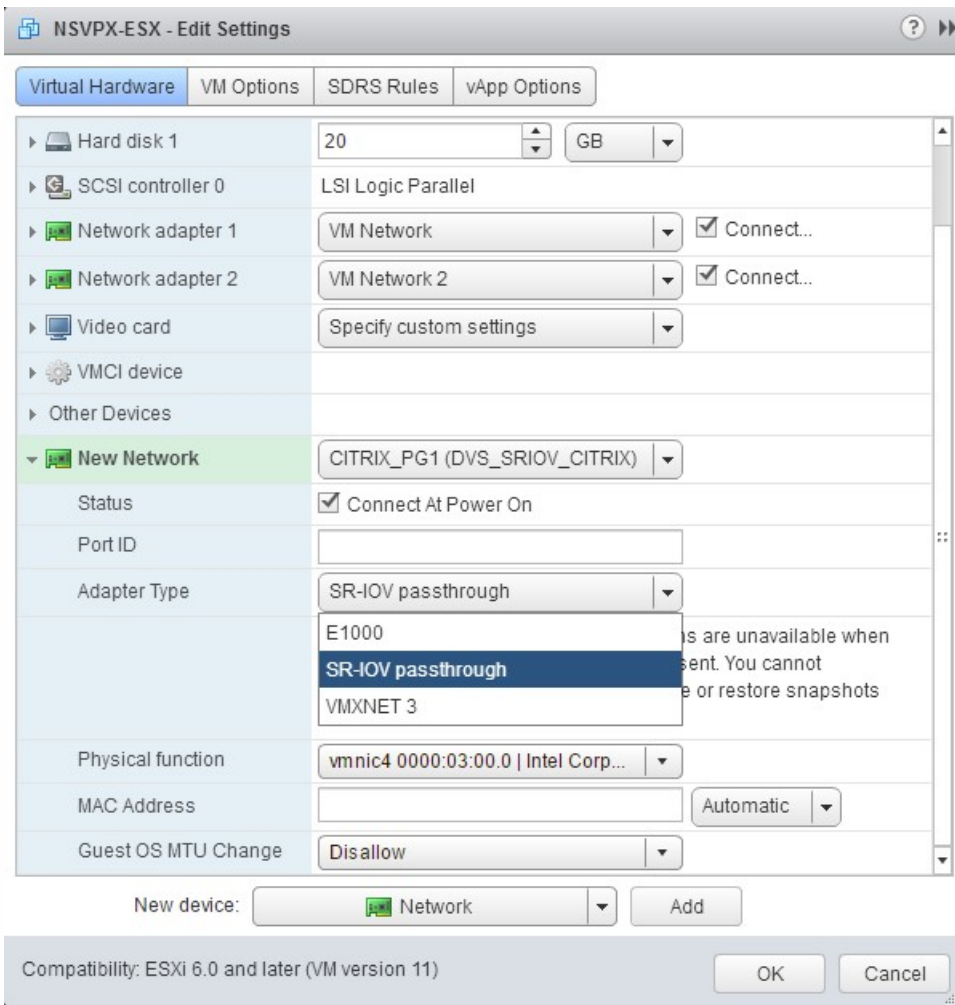 NSVPX-ESX - Edit Settings
Virtual Hardware VM Options SDRS Rules vApp Options
Hard disk 1 20 GB
SCSI controller 0 LSI Logic Parallel
Network adapter 1 VM Network Connect...
Network adapter 2 VM Network 2 Connect...
Video card Specify custom settings
VMCI device
Other Devices
New Network CITRIX_PG1 (DVS_SRIOV_CITRIX)
Status Connect At Power On
Port ID
Adapter Type SR-IOV passthrough
E1000 are unavailable when
SR-IOV passthrough You cannot
VMXNET 3 or restore snapshots
Physical function vmnic4 0000:03:00.0 | Intel Corp...
MAC Address Automatic
Guest OS MTU Change Disallow
New device: Network Add
Compatibility: ESXi 6.0 and later (VM version 11) OK Cancel